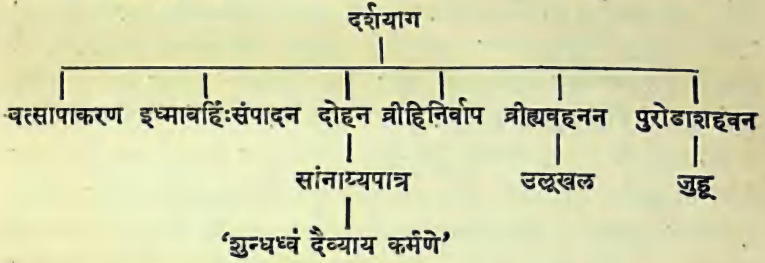 दर्शयाग
वत्सापाकरण इध्माबर्हिःसंपादन दोहन व्रीहिनिर्वाप व्रीह्यवहनन पुरोडाशहवन
सांनाय्यपात्र उलूखल जुहू
‘शुन्धध्वं दैव्याय कर्मणे’